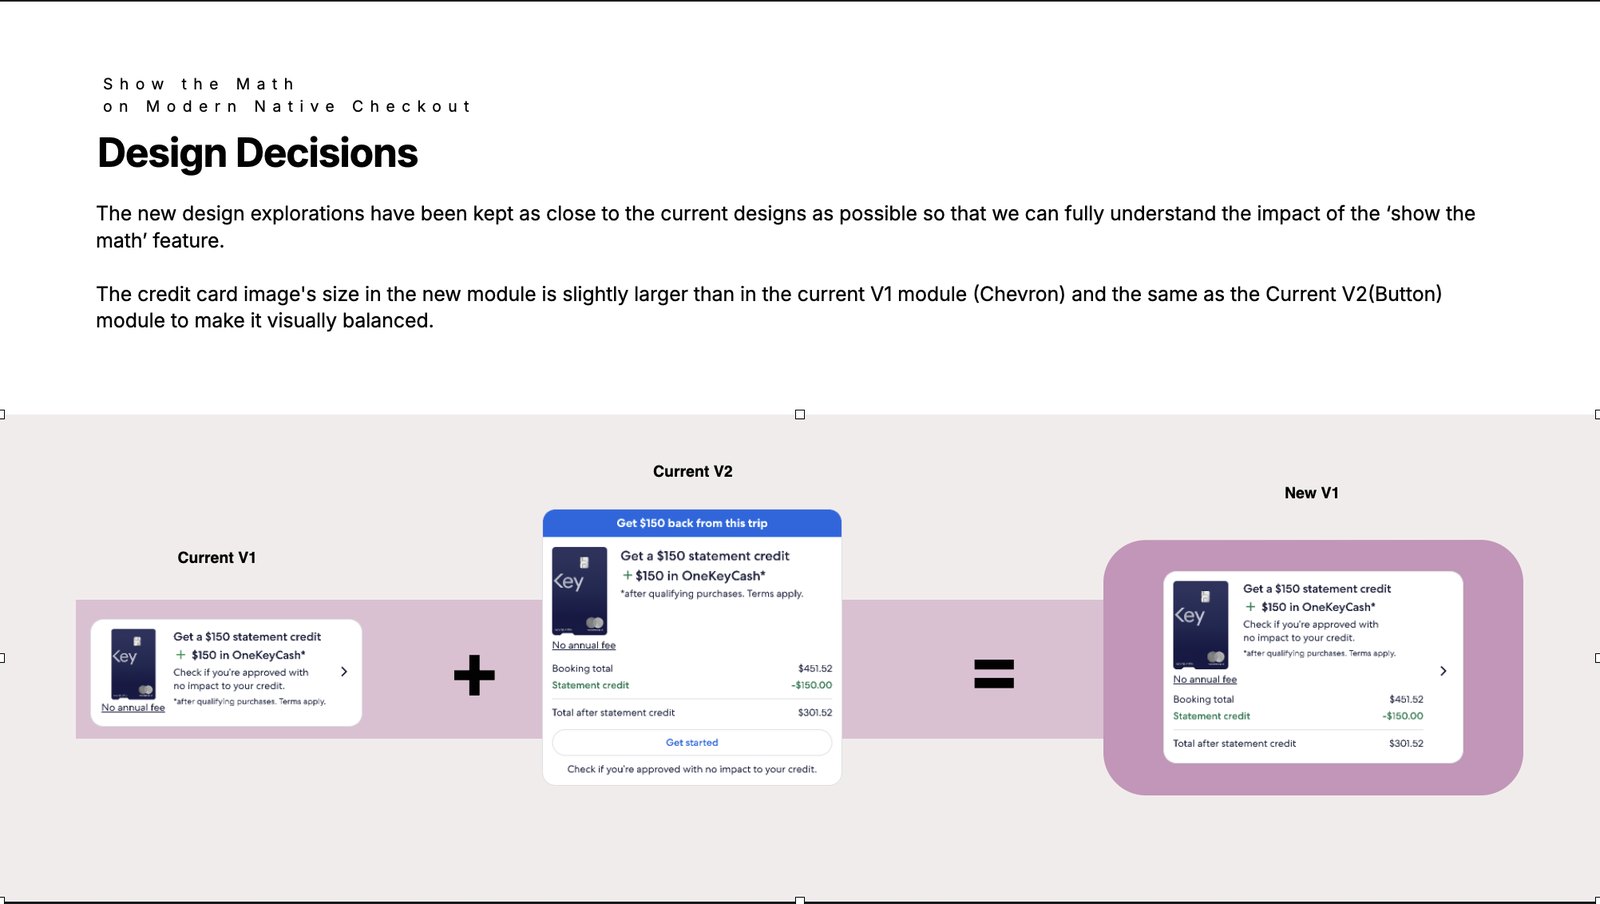 Show the Math
on Modern Native Checkout
Design Decisions
The new design explorations have been kept as close to the current designs as possible so that we can fully understand the impact of the ‘show the
math’ feature.
The credit card image's size in the new module is slightly larger than in the current V1 module (Chevron) and the same as the Current V2(Button)
module to make it visually balanced.
Current V1
Key
No annual fee
Get a $150 statement credit
+ $150 in OneKeyCash*
Check if you're approved with
no impact to your credit.
*after qualifying purchases. Terms apply.
+
Current V2
Get $150 back from this trip
Key
Get a $150 statement credit
+ $150 in OneKeyCash*
*after qualifying purchases. Terms apply.
No annual fee
Booking total $451.52
Statement credit -$150.00
Total after statement credit $301.52
Get started
Check if you're approved with no impact to your credit.
=
New V1
Key
Get a $150 statement credit
+ $150 in OneKeyCash*
Check if you're approved with
no impact to your credit.
*after qualifying purchases. Terms apply.
No annual fee
Booking total $451.52
Statement credit -$150.00
Total after statement credit $301.52